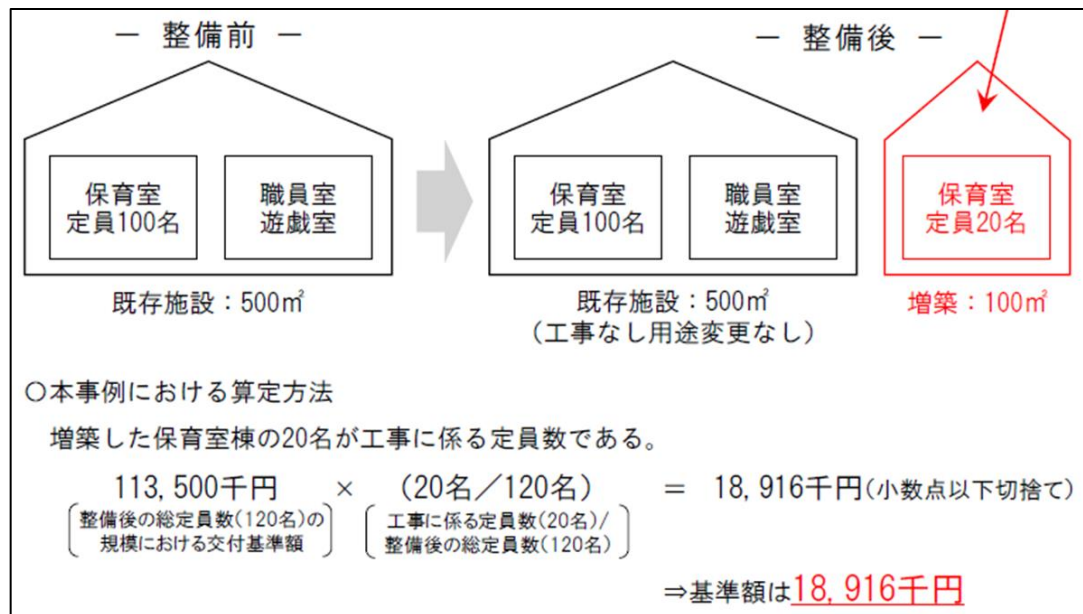 ― 整備前 ―
― 整備後 ―
保育室
定員100名
職員室
遊戯室
保育室
定員100名
職員室
遊戯室
保育室
定員20名
既存施設:500㎡
既存施設:500㎡
(工事なし用途変更なし)
増築:100㎡
〇本事例における算定方法
増築した保育室棟の20名が工事に係る定員数である。
113,500千円 × (20名/120名) = 18,916千円(小数点以下切捨て)
整備後の総定員数(120名)の
規模における交付基準額
工事に係る定員数(20名)/
整備後の総定員数(120名)
⇒基準額は18,916千円